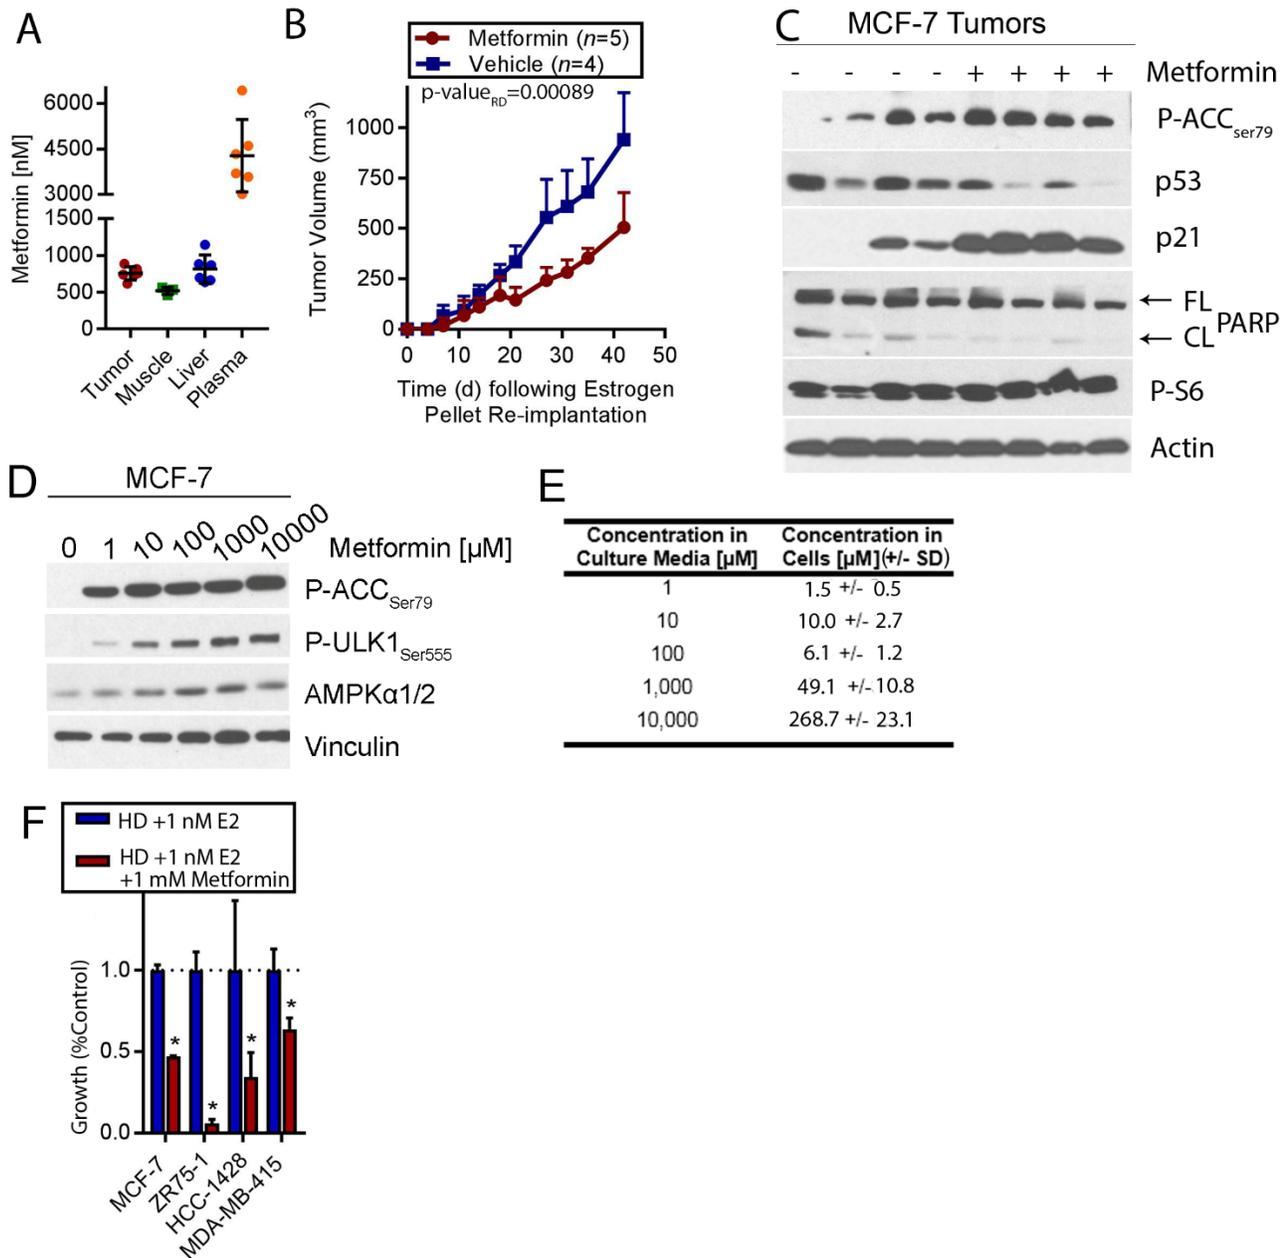 A
Metformin [nM]
6000
4500
3000
1500
1000
500
0
Tumor
Muscle
Liver
Plasma
B
Metformin (n=5)
Vehicle (n=4)
p-valueRD=0.00089
Tumor Volume (mm3)
1000
750
500
250
0
0 10 20 30 40 50
Time (d) following Estrogen
Pellet Re-implantation
C
MCF-7 Tumors
- - - - + + + + Metformin
P-ACCser79
p53
p21
← FL
PARP
← CL
P-S6
Actin
D
MCF-7
0 1 10 100 1000 10000 Metformin [µM]
P-ACCSer79
P-ULK1Ser555
AMPKα1/2
Vinculin
E
Concentration in Concentration in
Culture Media [µM] Cells [µM](+/- SD)
1 1.5 +/- 0.5
10 10.0 +/- 2.7
100 6.1 +/- 1.2
1,000 49.1 +/- 10.8
10,000 268.7 +/- 23.1
F
HD +1 nM E2
HD +1 nM E2
+1 mM Metformin
Growth (%Control)
1.0
0.5
0.0
* * * *
MCF-7
ZR75-1
HCC-1428
MDA-MB-415